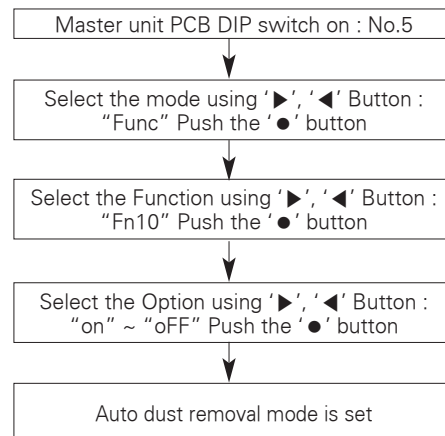 Master unit PCB DIP switch on : No.5
Select the mode using ‘▶’, ‘◀’ Button :
“Func” Push the ‘●’ button
Select the Function using ‘▶’, ‘◀’ Button :
“Fn10” Push the ‘●’ button
Select the Option using ‘▶’, ‘◀’ Button :
“on” ~ “oFF” Push the ‘●’ button
Auto dust removal mode is set